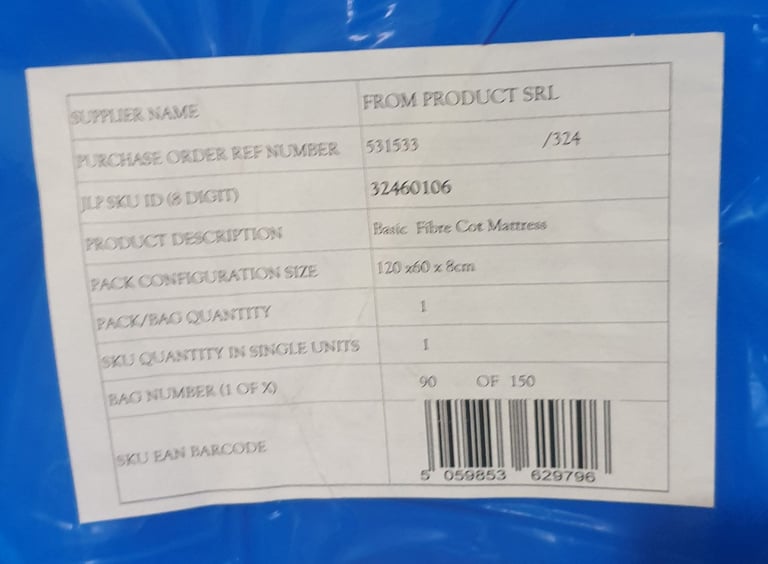 SUPPLIER NAME FROM PRODUCT SRL
PURCHASE ORDER REF NUMBER 531533 /324
JLP SKU ID (8 DIGIT) 32460106
PRODUCT DESCRIPTION Basic Fibre Cot Mattress
PACK CONFIGURATION SIZE 120 x60 x 8cm
PACK/BAG QUANTITY 1
SKU QUANTITY IN SINGLE UNITS 1
BAG NUMBER (1 OF X) 90 OF 150
SKU EAN BARCODE
5 059853 629796